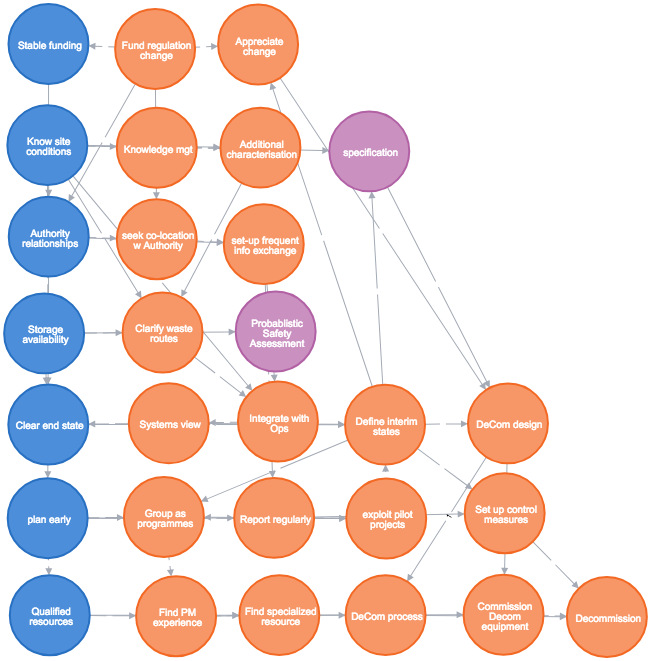 Stable funding
Fund regulation
change
Appreciate
change
Know site
conditions
Knowledge mgt
Additional
characterisation
specification
Authority
relationships
seek co-location
w Authority
set-up frequent
info exchange
Storage
availability
Clarify waste
routes
Probablistic
Safety
Assessment
Clear end state
Systems view
Integrate with
Ops
Define interim
states
DeCom design
plan early
Group as
programmes
Report regularly
exploit pilot
projects
Set up control
measures
Qualified
resources
Find PM
experience
Find specialized
resource
DeCom process
Commission
Decom
equipment
Decommission